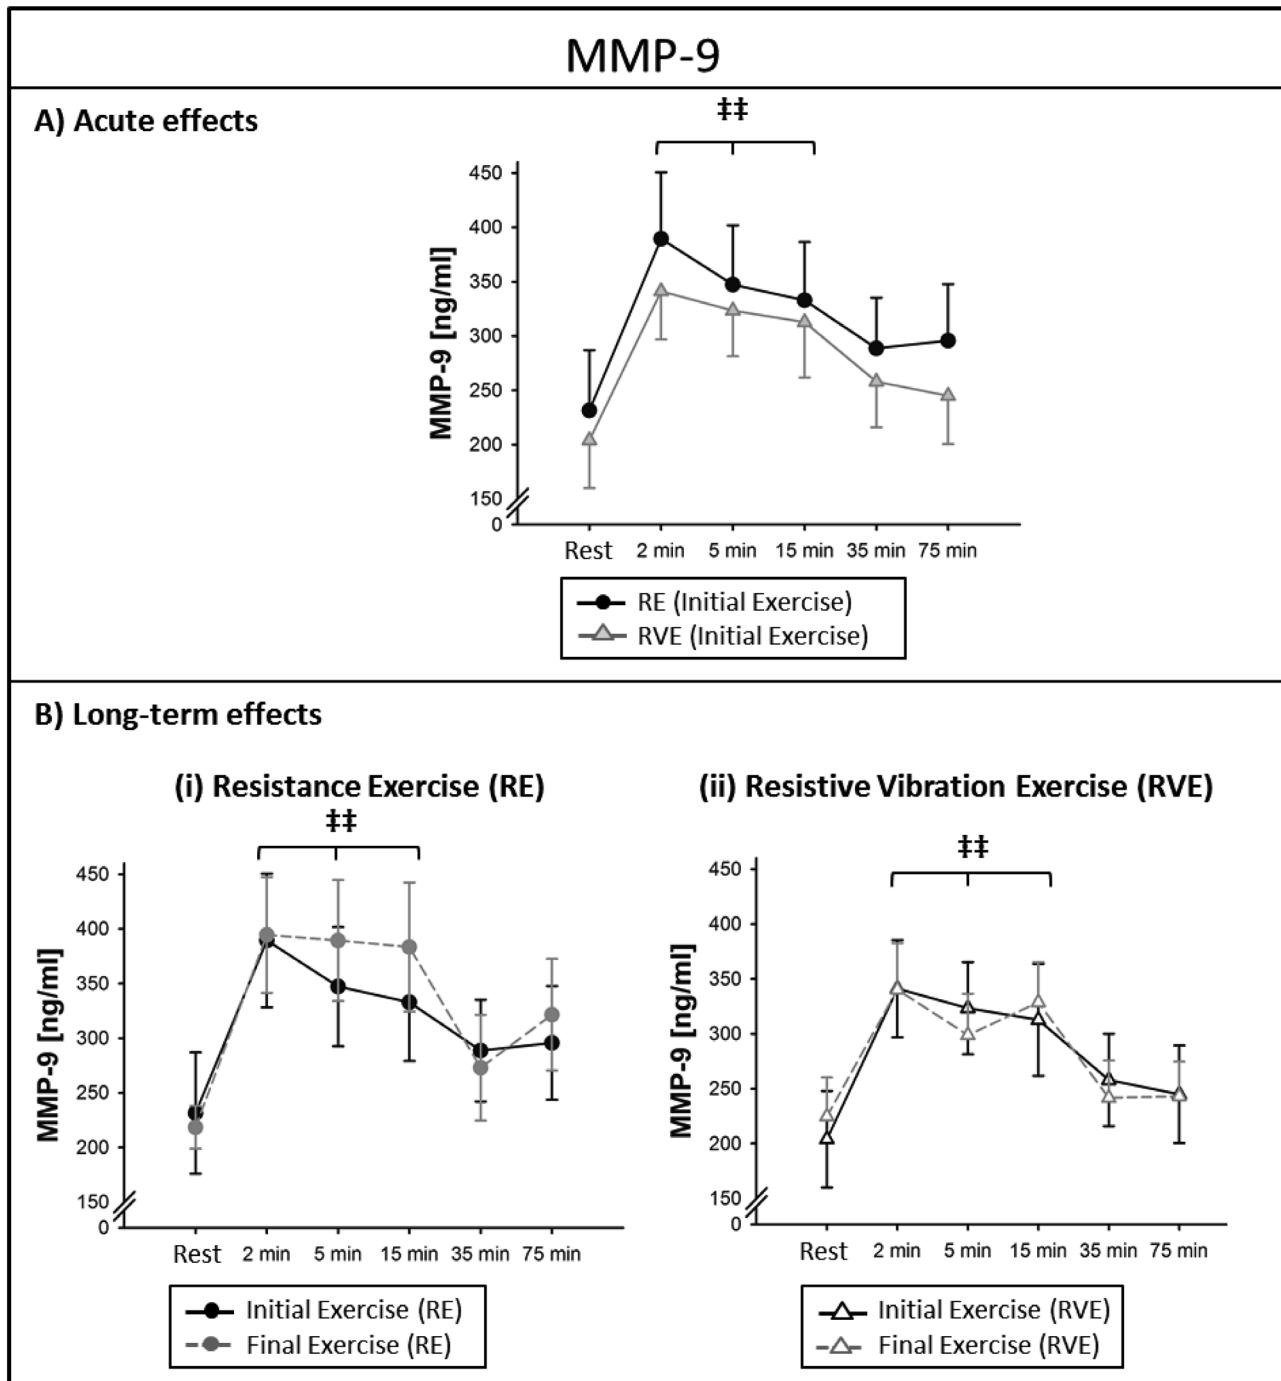 MMP-9
A) Acute effects
‡‡
MMP-9 [ng/ml]
450
400
350
300
250
200
150
0
Rest 2 min 5 min 15 min 35 min 75 min
RE (Initial Exercise)
RVE (Initial Exercise)
B) Long-term effects
(i) Resistance Exercise (RE)
‡‡
MMP-9 [ng/ml]
450
400
350
300
250
200
150
0
Rest 2 min 5 min 15 min 35 min 75 min
Initial Exercise (RE)
Final Exercise (RE)
(ii) Resistive Vibration Exercise (RVE)
‡‡
MMP-9 [ng/ml]
450
400
350
300
250
200
150
0
Rest 2 min 5 min 15 min 35 min 75 min
Initial Exercise (RVE)
Final Exercise (RVE)